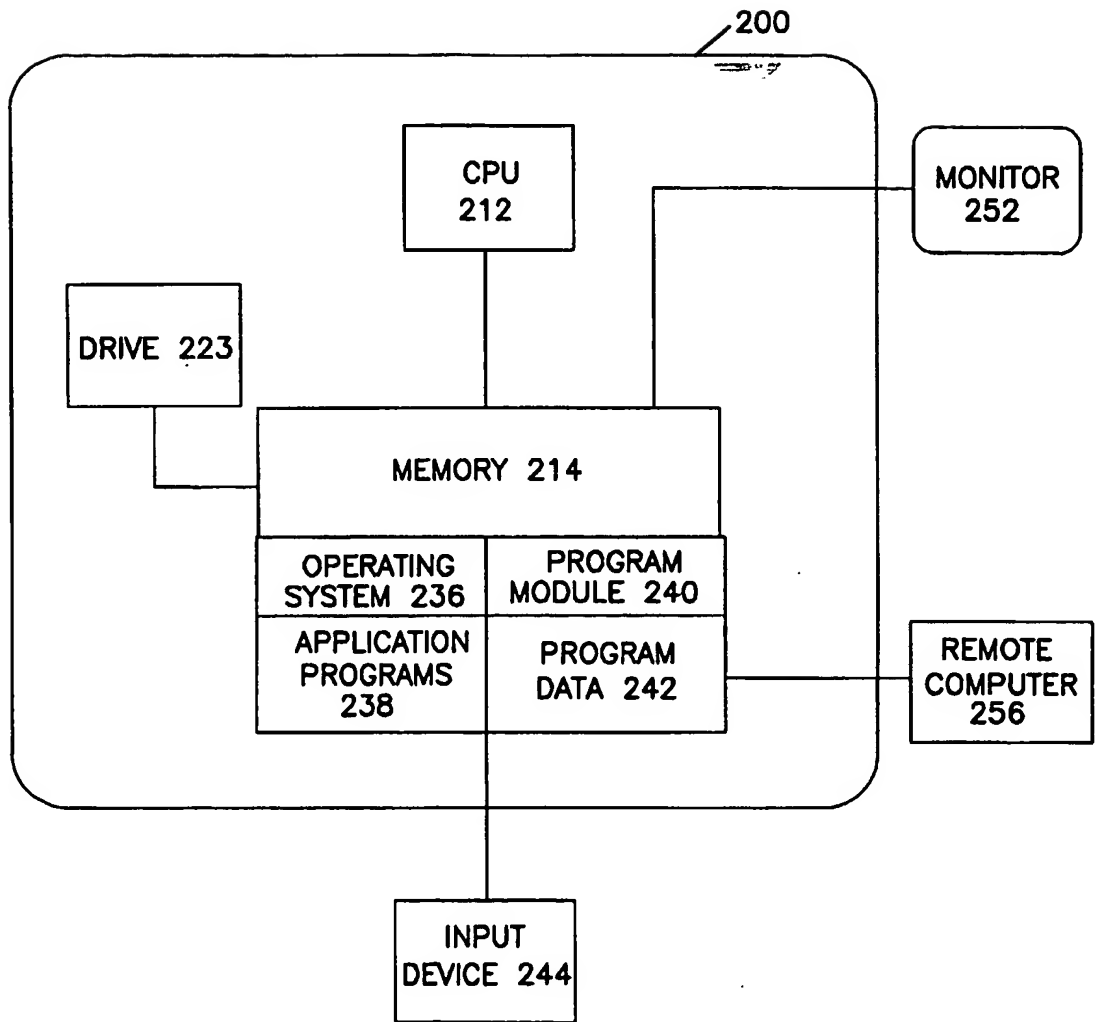 200
CPU
212
MONITOR
252
DRIVE 223
MEMORY 214
OPERATING
SYSTEM 236
PROGRAM
MODULE 240
APPLICATION
PROGRAMS
238
PROGRAM
DATA 242
REMOTE
COMPUTER
256
INPUT
DEVICE 244